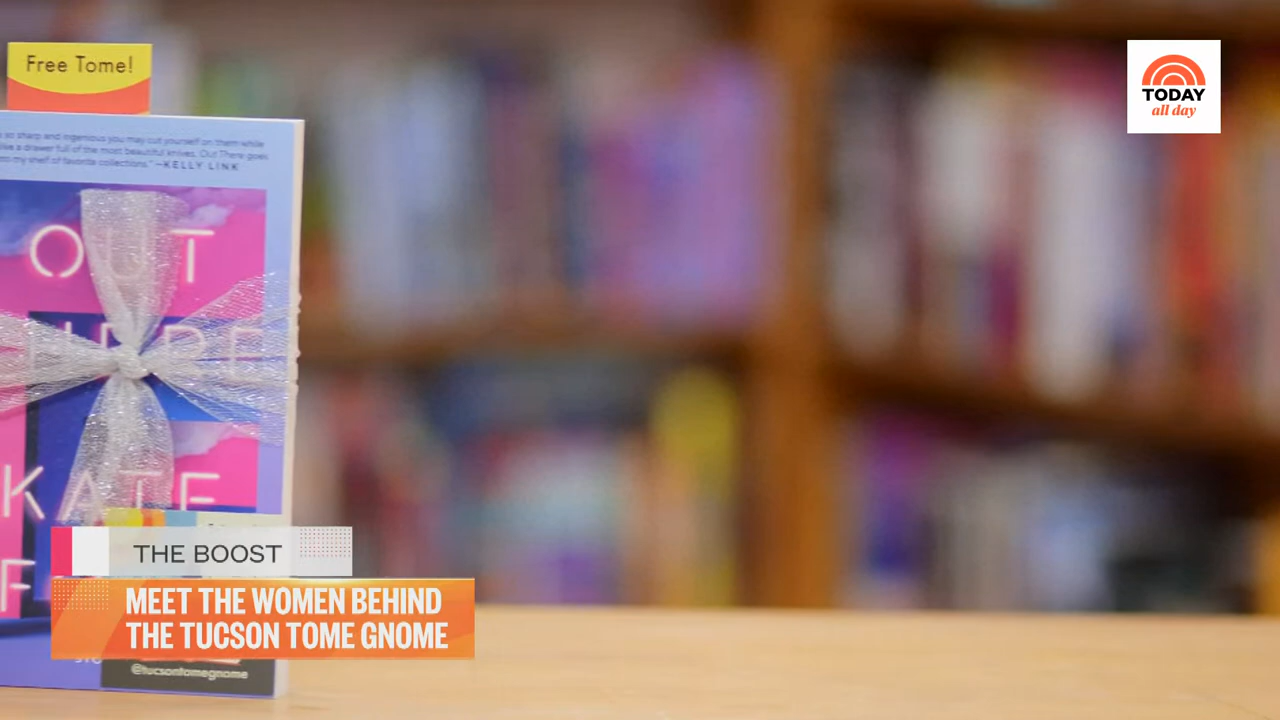 Free Tome!
TODAY
all day
so sharp and ingenious you may cut yourself on them while
a drawer full of the most beautiful knives. Out There goes
my shelf of favorite collections." —KELLY LINK
OUT
KATE
F
THE BOOST
MEET THE WOMEN BEHIND
THE TUCSON TOME GNOME
@tucsontomegnome